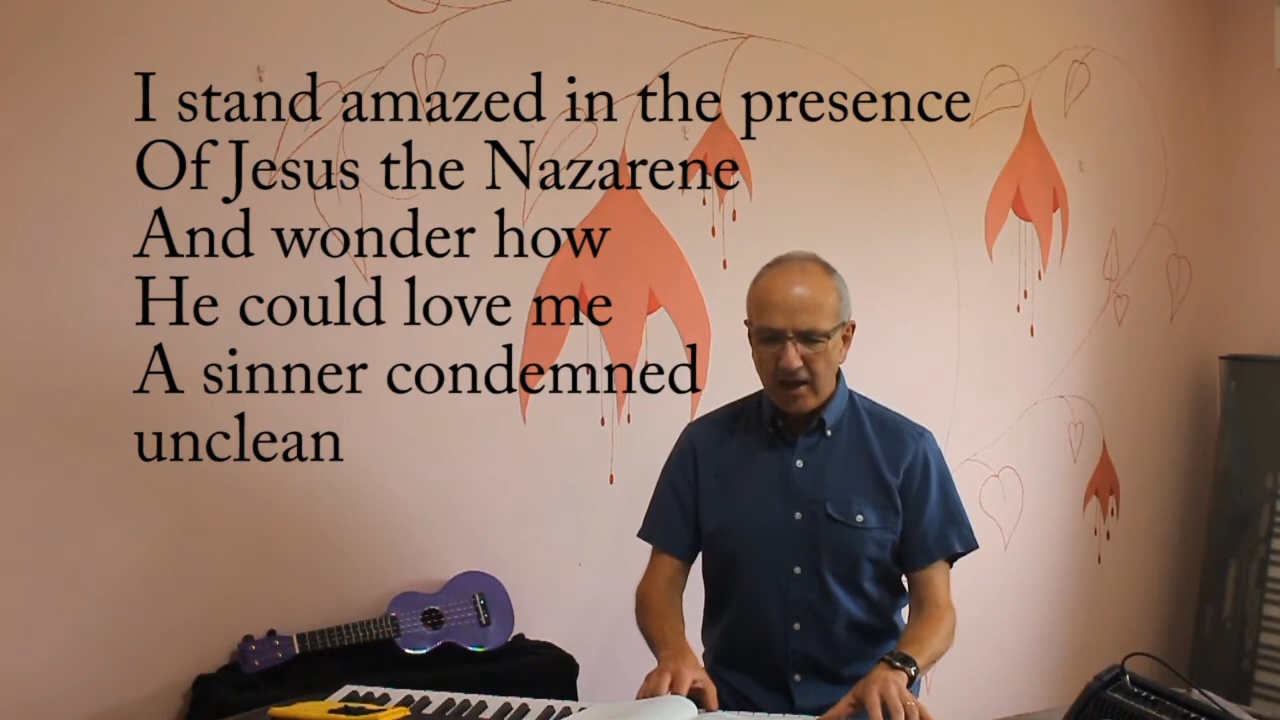 I stand amazed in the presence
Of Jesus the Nazarene
And wonder how
He could love me
A sinner condemned
unclean